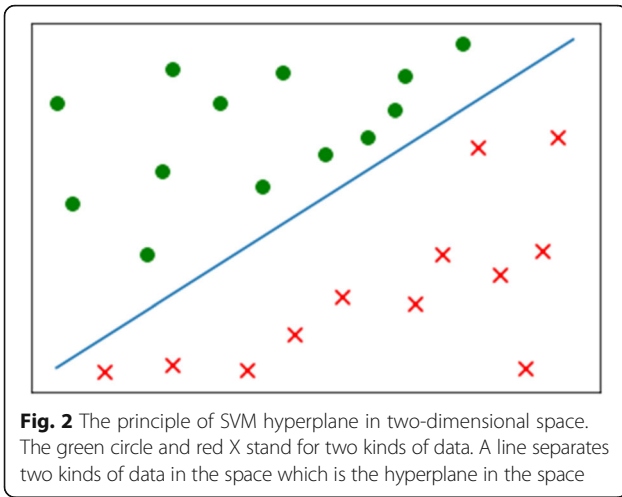 Fig. 2 The principle of SVM hyperplane in two-dimensional space.
The green circle and red X stand for two kinds of data. A line separates
two kinds of data in the space which is the hyperplane in the space